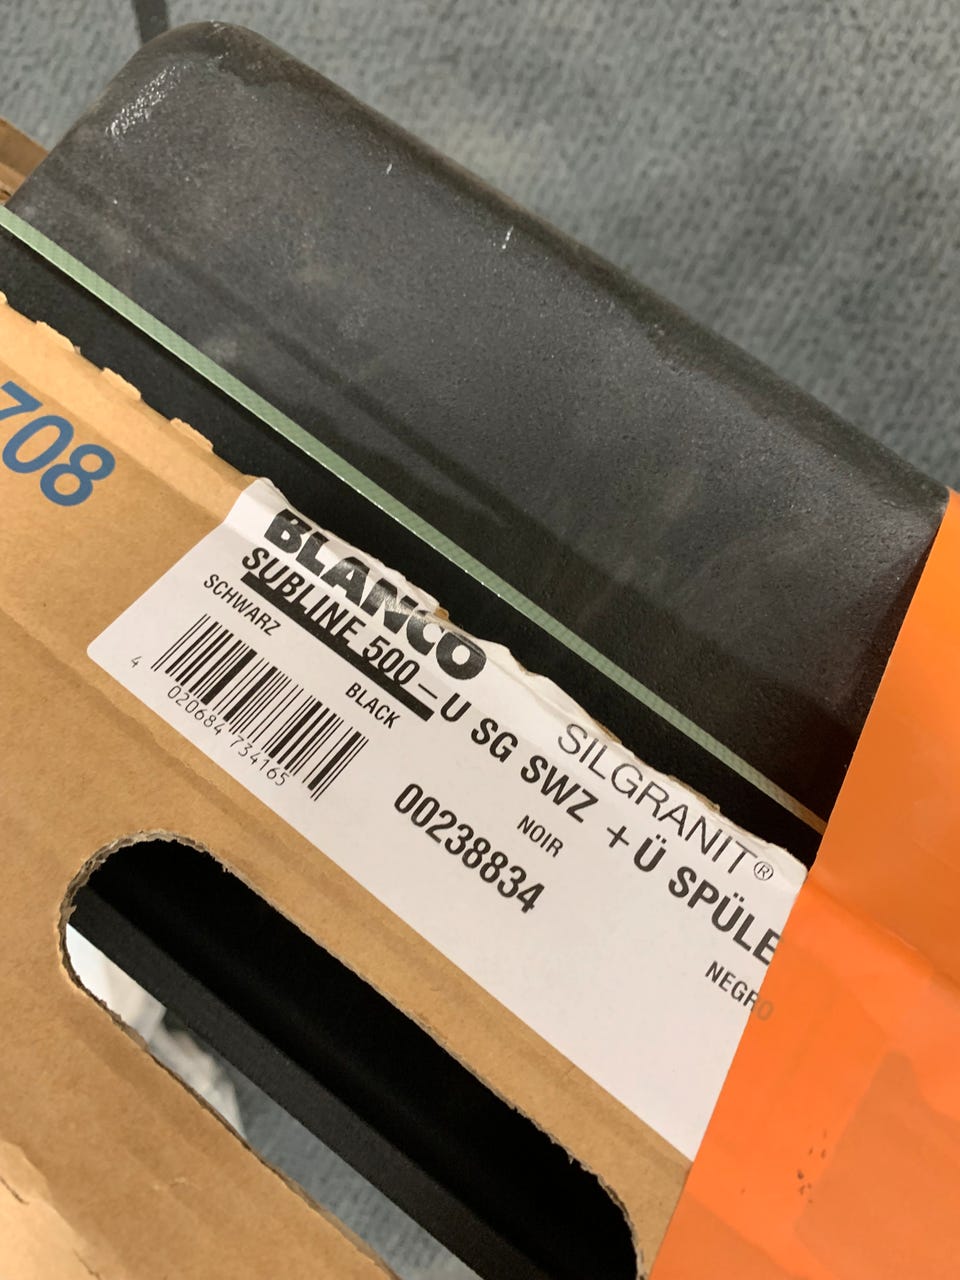 708
BLANCO
SILGRANIT®
SUBLINE 500-U SG SWZ +Ü SPÜLE
SCHWARZ BLACK NOIR NEGRO
4 020684 734165
00238834